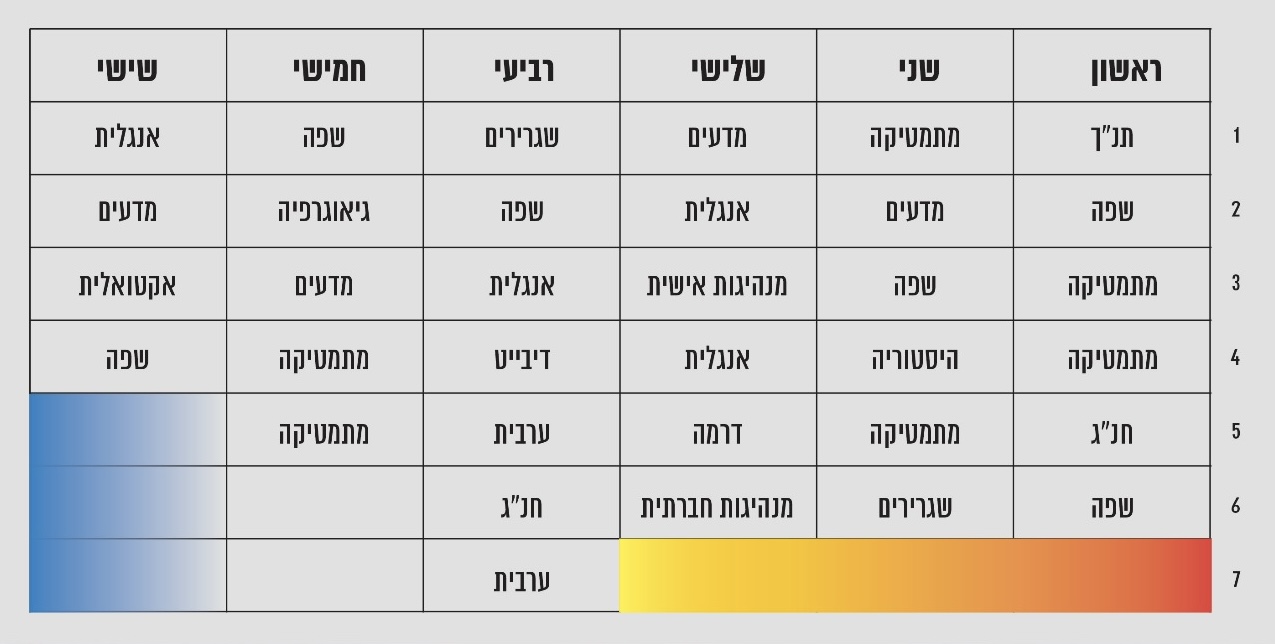 ראשון שני שלישי רביעי חמישי שישי
1 תנ"ך מתמטיקה מדעים שגרירים שפה אנגלית
2 שפה מדעים אנגלית שפה גיאוגרפיה מדעים
3 מתמטיקה שפה מנהיגות אישית אנגלית מדעים אקטואלית
4 מתמטיקה היסטוריה אנגלית דיבייט מתמטיקה שפה
5 חנ"ג מתמטיקה דרמה ערבית מתמטיקה
6 שפה שגרירים מנהיגות חברתית חנ"ג
7 ערבית